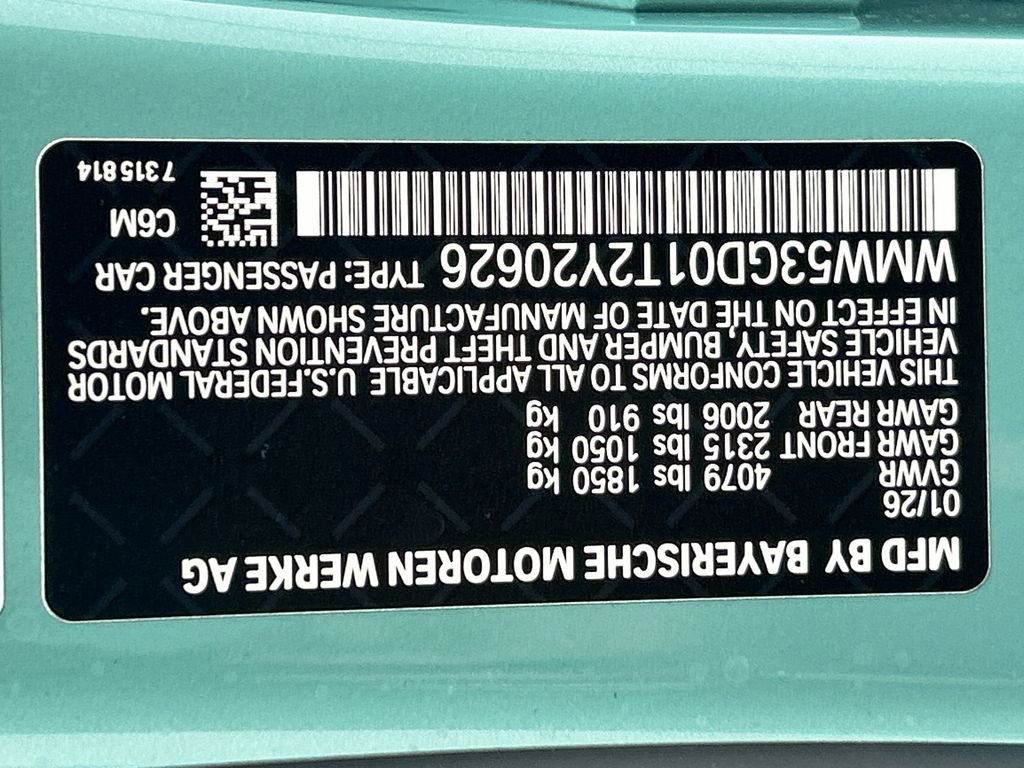 MFD BY BAYERISCHE MOTOREN WERKE AG
01/26
GVWR 4079 lbs 1850 kg
GAWR FRONT 2315 lbs 1050 kg
GAWR REAR 2006 lbs 910 kg
THIS VEHICLE CONFORMS TO ALL APPLICABLE U.S.FEDERAL MOTOR
VEHICLE SAFETY, BUMPER AND THEFT PREVENTION STANDARDS
IN EFFECT ON THE DATE OF MANUFACTURE SHOWN ABOVE.
WMW53GD01T2Y20626 TYPE: PASSENGER CAR
C6M
7315814